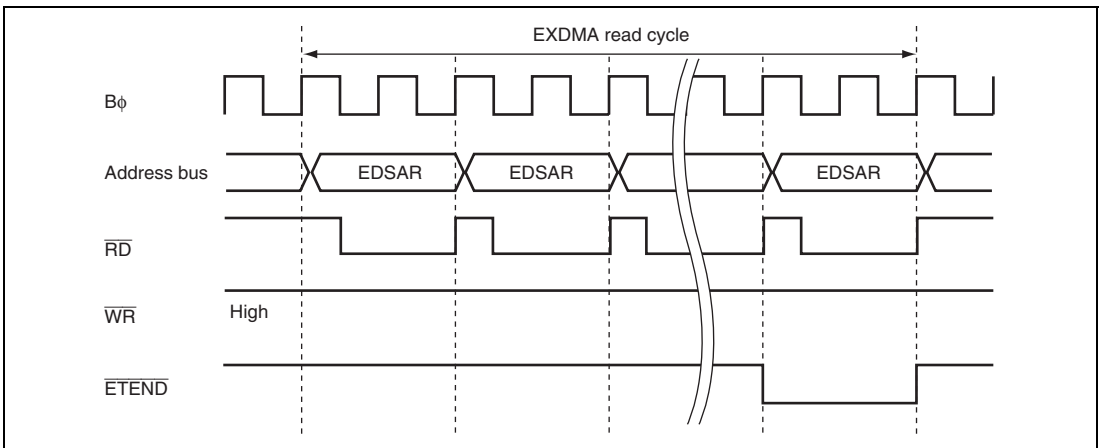 EXDMA read cycle
Bϕ
Address bus
EDSAR
EDSAR
EDSAR
RD
WR
High
ETEND